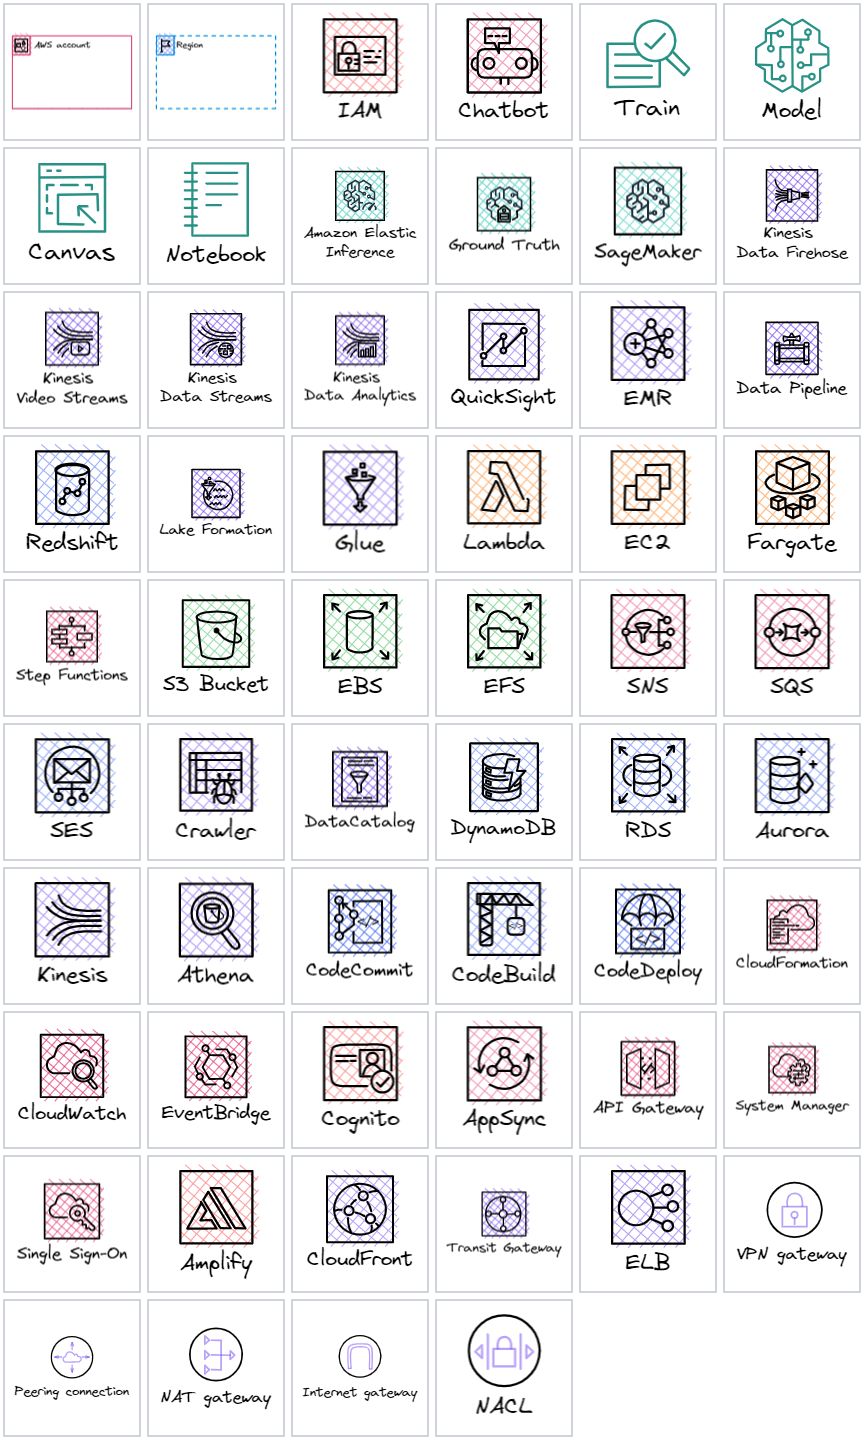 AWS account
Region
IAM
Chatbot
Train
Model
Canvas
Notebook
Amazon Elastic
Inference
Ground Truth
SageMaker
Kinesis
Data Firehose
Kinesis
Video Streams
Kinesis
Data Streams
Kinesis
Data Analytics
QuickSight
EMR
Data Pipeline
Redshift
Lake Formation
Glue
Lambda
EC2
Fargate
Step Functions
S3 Bucket
EBS
EFS
SNS
SQS
SES
Crawler
DataCatalog
DynamoDB
RDS
Aurora
Kinesis
Athena
CodeCommit
CodeBuild
CodeDeploy
CloudFormation
CloudWatch
EventBridge
Cognito
AppSync
API Gateway
System Manager
Single Sign-On
Amplify
CloudFront
Transit Gateway
ELB
VPN gateway
Peering connection
NAT gateway
Internet gateway
NACL